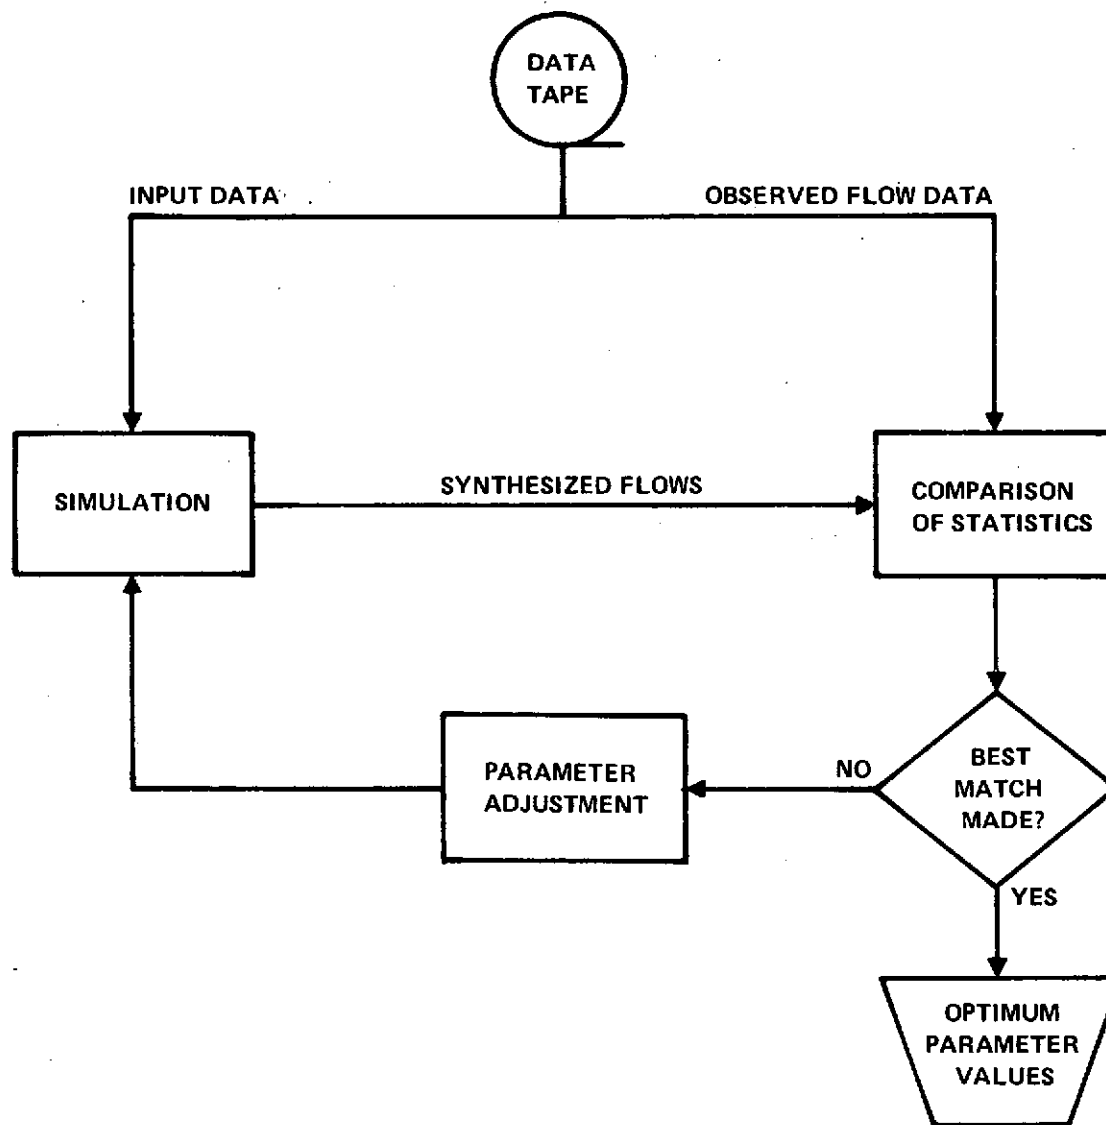 DATA
TAPE
INPUT DATA
OBSERVED FLOW DATA
SIMULATION
SYNTHESIZED FLOWS
COMPARISON
OF STATISTICS
PARAMETER
ADJUSTMENT
NO
BEST
MATCH
MADE?
YES
OPTIMUM
PARAMETER
VALUES